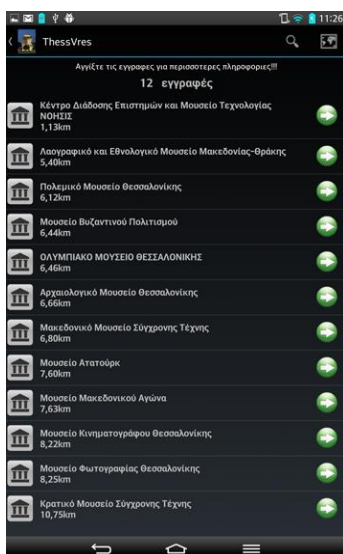 11:26
ThessVres
Αγγίξτε τις εγγραφες για περισσοτερες πληροφοριες!!!
12 εγγραφές
Κέντρο Διάδοσης Επιστημών και Μουσείο Τεχνολογίας
ΝΟΗΣΙΣ
1,13km
Λαογραφικό και Εθνολογικό Μουσείο Μακεδονίας-Θράκης
5,40km
Πολεμικό Μουσείο Θεσσαλονίκης
6,12km
Μουσείο Βυζαντινού Πολιτισμού
6,44km
ΟΛΥΜΠΙΑΚΟ ΜΟΥΣΕΙΟ ΘΕΣΣΑΛΟΝΙΚΗΣ
6,46km
Αρχαιολογικό Μουσείο Θεσσαλονίκης
6,66km
Μακεδονικό Μουσείο Σύγχρονης Τέχνης
6,80km
Μουσείο Ατατούρκ
7,60km
Μουσείο Μακεδονικού Αγώνα
7,63km
Μουσείο Κινηματογράφου Θεσσαλονίκης
8,22km
Μουσείο Φωτογραφίας Θεσσαλονίκης
8,25km
Κρατικό Μουσείο Σύγχρονης Τέχνης
10,75km